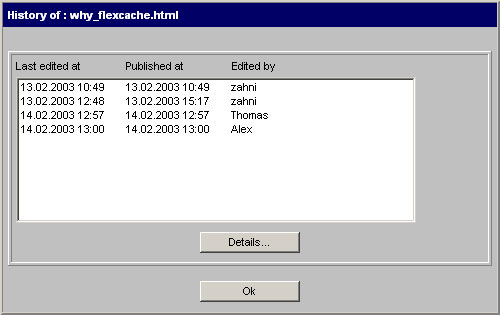 History of : why_flexcache.html
Last edited at Published at Edited by
13.02.2003 10:49 13.02.2003 10:49 zahni
13.02.2003 12:48 13.02.2003 15:17 zahni
14.02.2003 12:57 14.02.2003 12:57 Thomas
14.02.2003 13:00 14.02.2003 13:00 Alex
Details...
Ok